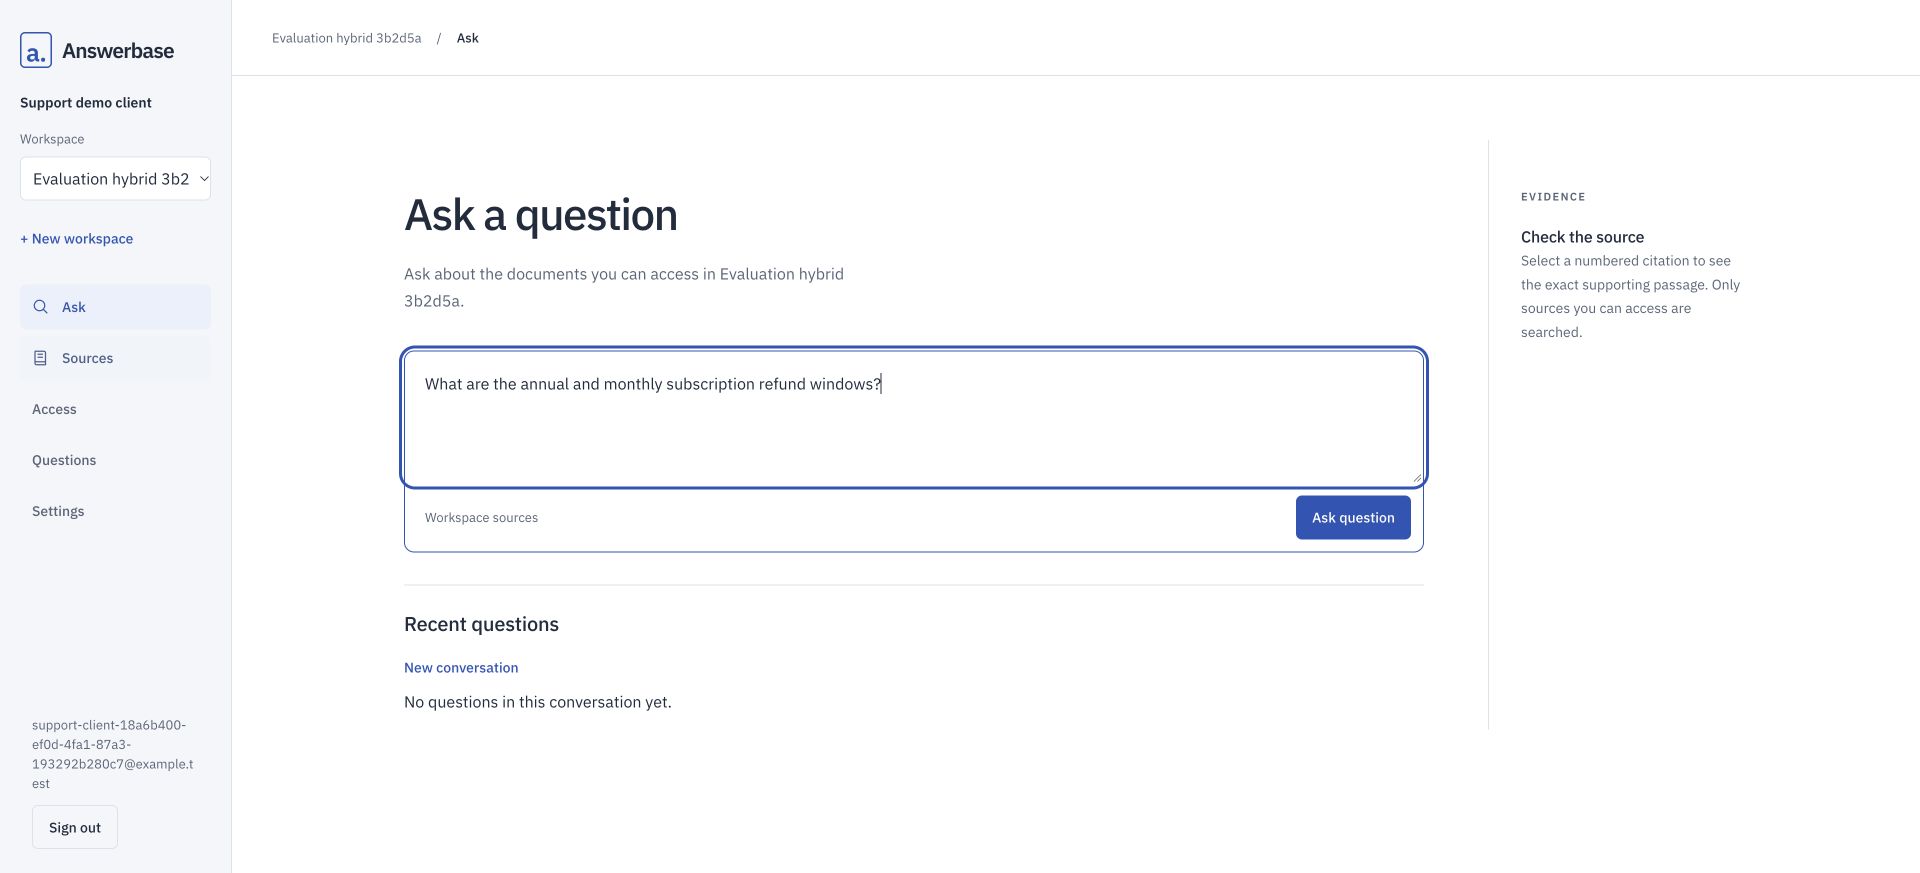 a. Answerbase
Support demo client
Workspace
Evaluation hybrid 3b2
+ New workspace
Ask
Sources
Access
Questions
Settings
support-client-18a6b400-
ef0d-4fa1-87a3-
193292b280c7@example.t
est
Sign out
Evaluation hybrid 3b2d5a / Ask
Ask a question
Ask about the documents you can access in Evaluation hybrid
3b2d5a.
What are the annual and monthly subscription refund windows?
Workspace sources
Ask question
Recent questions
New conversation
No questions in this conversation yet.
EVIDENCE
Check the source
Select a numbered citation to see
the exact supporting passage. Only
sources you can access are
searched.